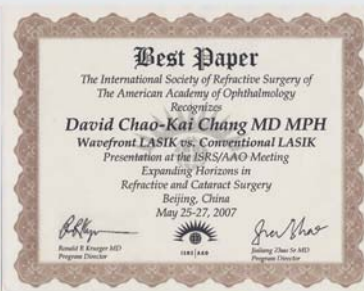 Best Paper
The International Society of Refractive Surgery of
The American Academy of Ophthalmology
Recognizes
David Chao-Kai Chang MD MPH
Wavefront LASIK vs. Conventional LASIK
Presentation at the ISRS/AAO Meeting
Expanding Horizons in
Refractive and Cataract Surgery
Beijing, China
May 25-27, 2007
Ronald R Krueger MD
Program Director
ISRS|AAO
Program Director